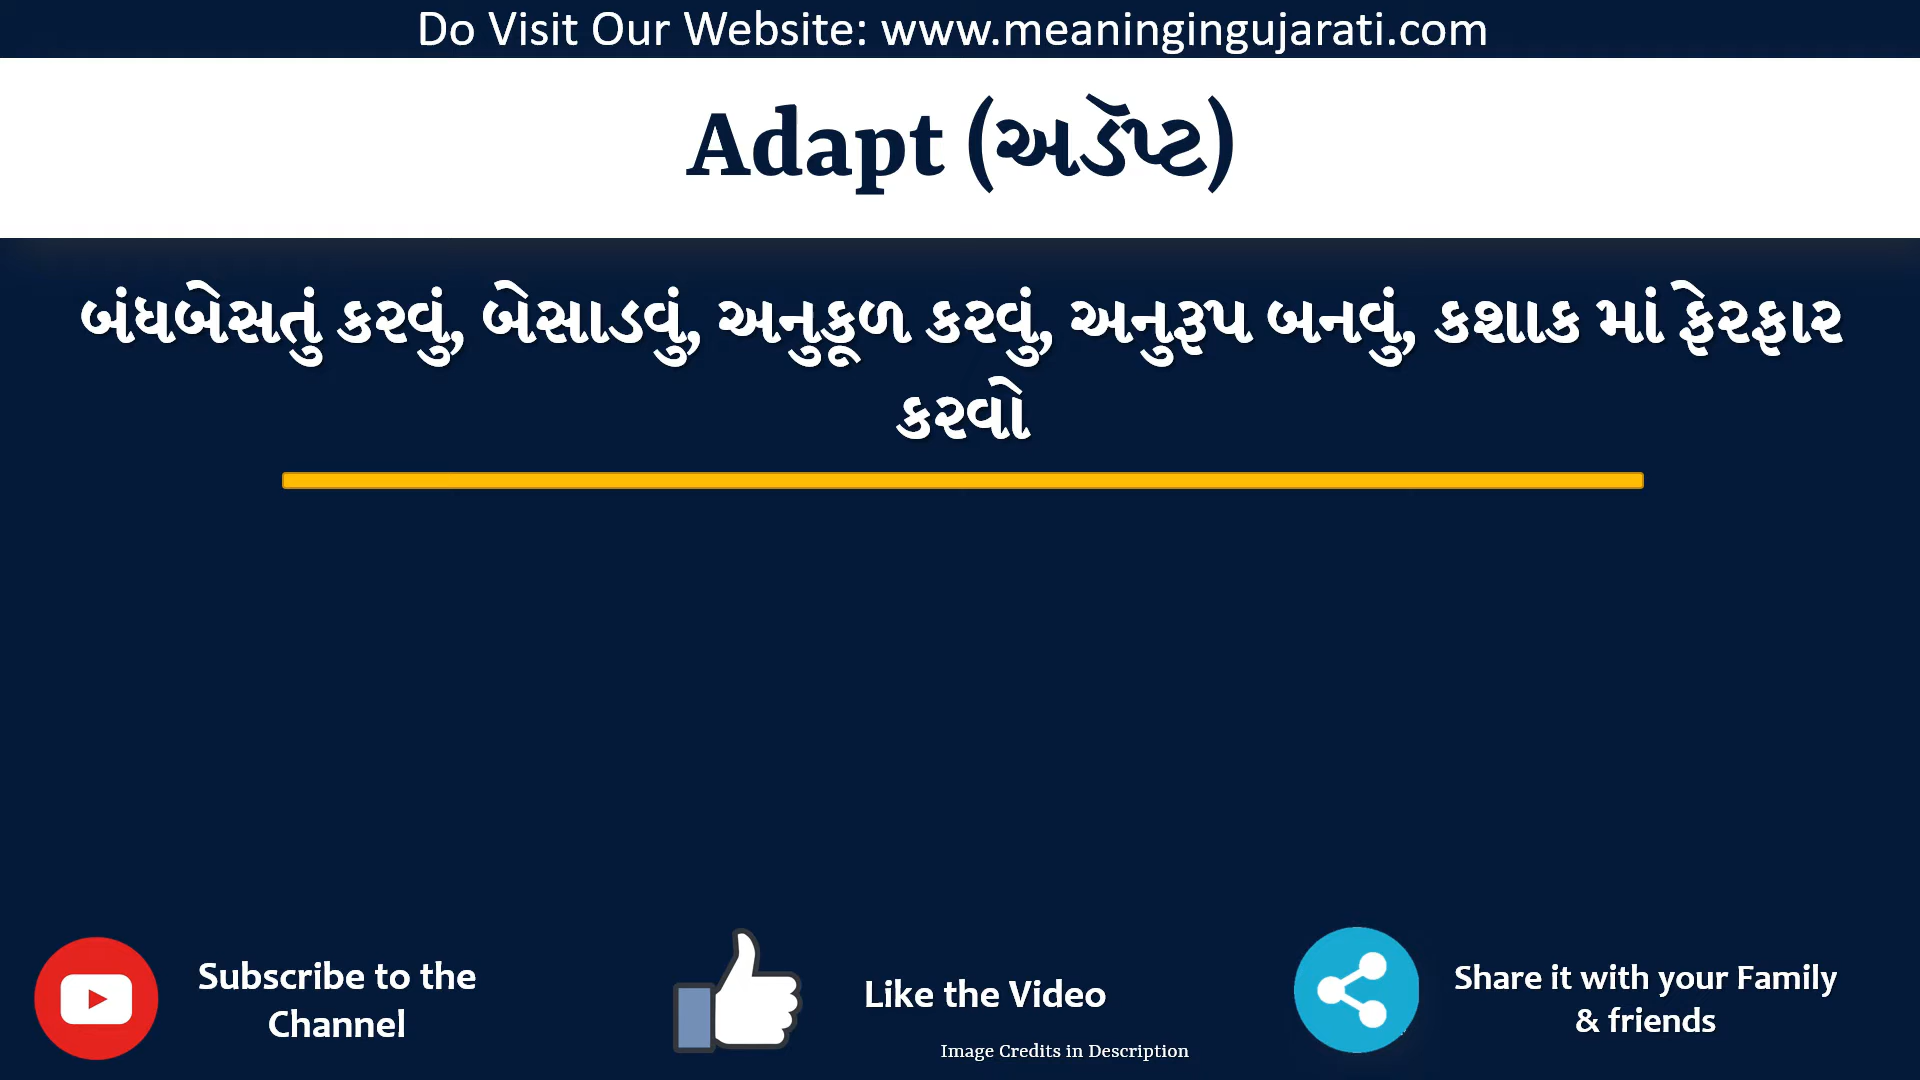 Do Visit Our Website: www.meaningingujarati.com
Adapt (અડૅપ્ટ)
બંધબેસતું કરવું, બેસાડવું, અનુકૂળ કરવું, અનુરૂપ બનવું, કશાક માં ફેરફાર
કરવો
Subscribe to the
Channel
Like the Video
Share it with your Family
& friends
Image Credits in Description